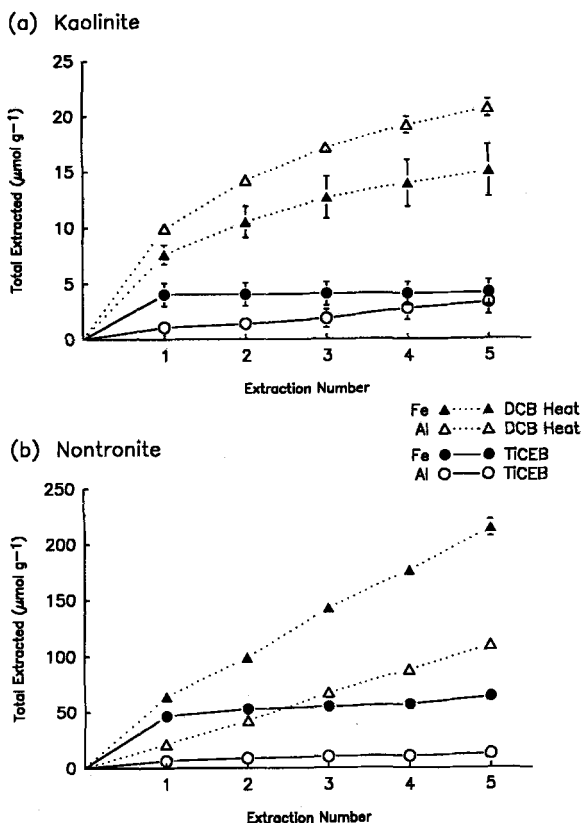 (a) Kaolinite
25
20
15
10
5
0
Total Extracted (μmol g−1)
1 2 3 4 5
Extraction Number
Fe ▲······▲ DCB Heat
Al △······△ DCB Heat
Fe ●——● TiCEB
Al ○——○ TiCEB
(b) Nontronite
250
200
150
100
50
0
Total Extracted (μmol g−1)
1 2 3 4 5
Extraction Number